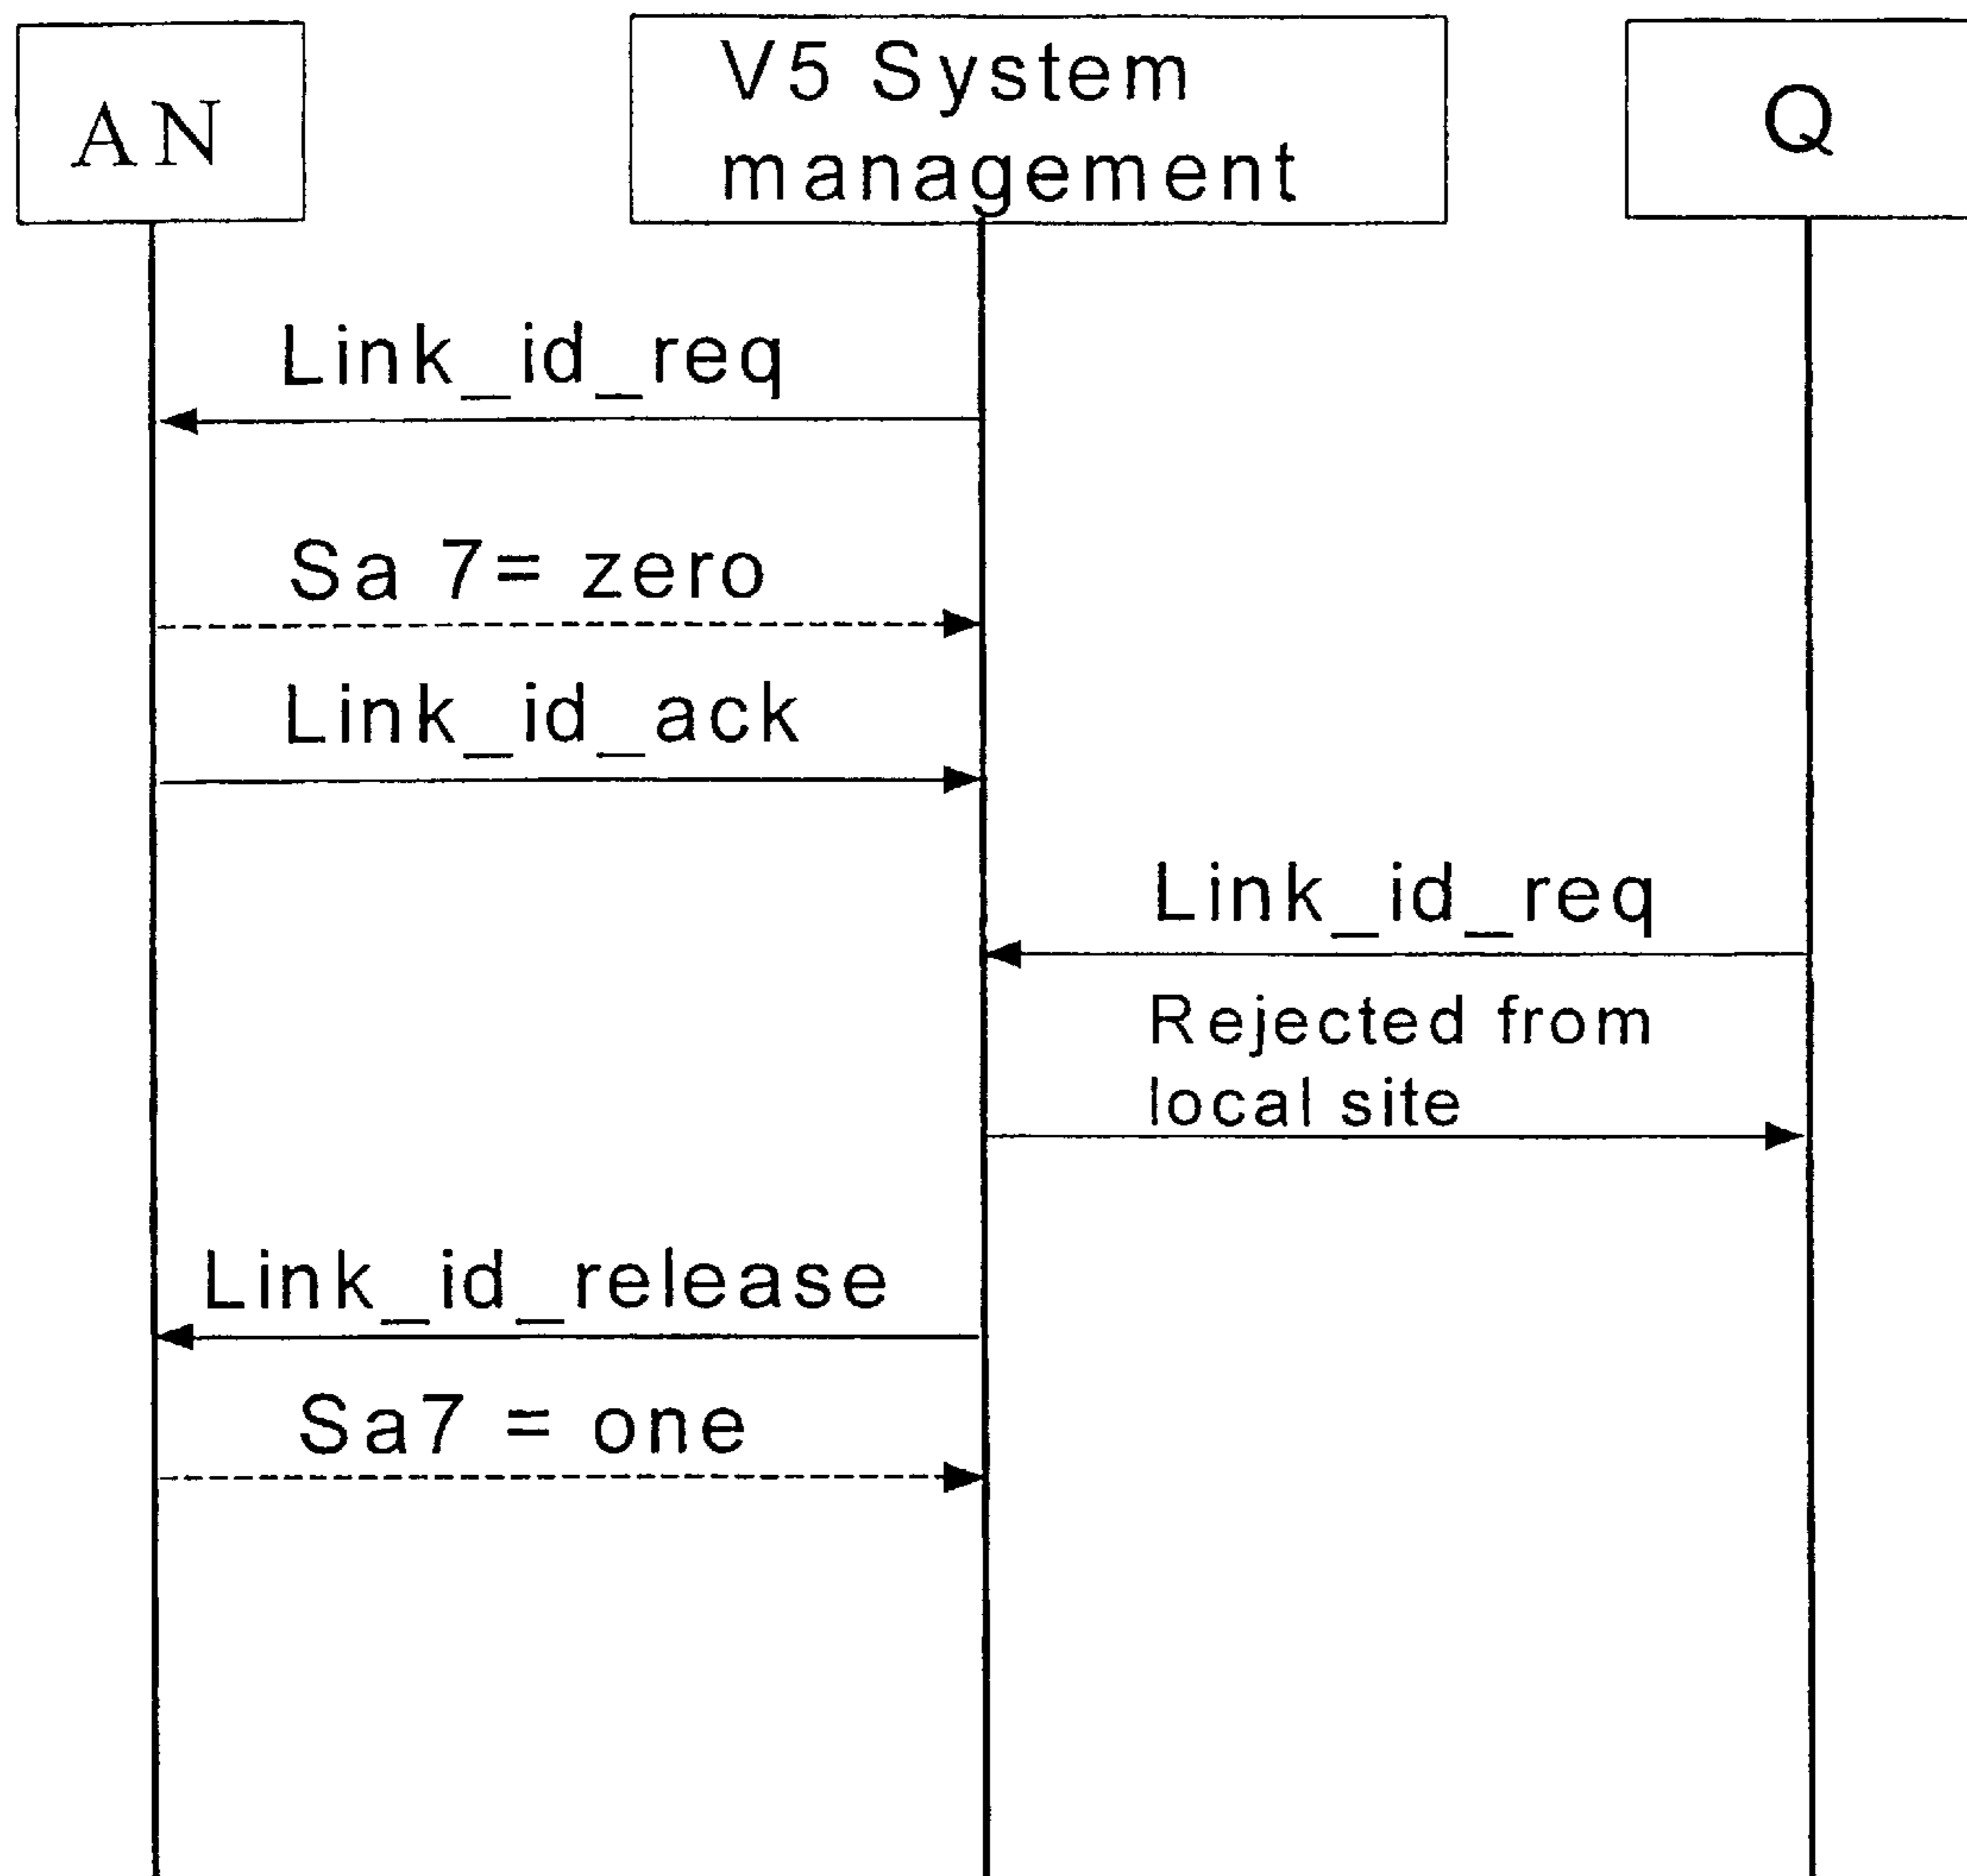 AN
V5 System
management
Q
Link_id_req
Sa 7= zero
Link_id_ack
Link_id_req
Rejected from
local site
Link_id_release
Sa7 = one